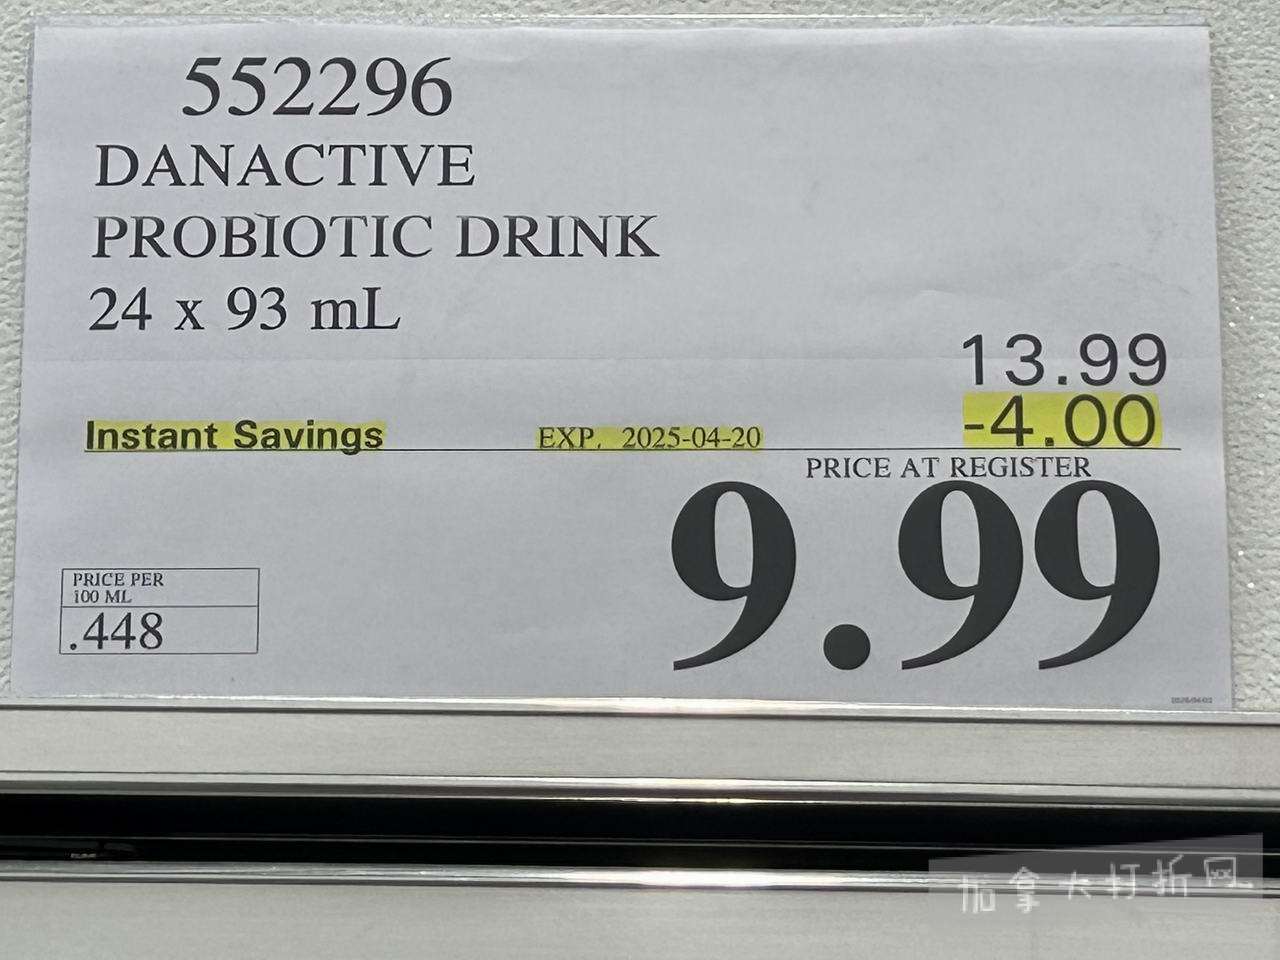 552296
DANACTIVE
PROBIOTIC DRINK
24 x 93 mL
13.99
Instant Savings EXP. 2025-04-20 -4.00
PRICE AT REGISTER
9.99
PRICE PER
100 ML
.448
加拿大打折网